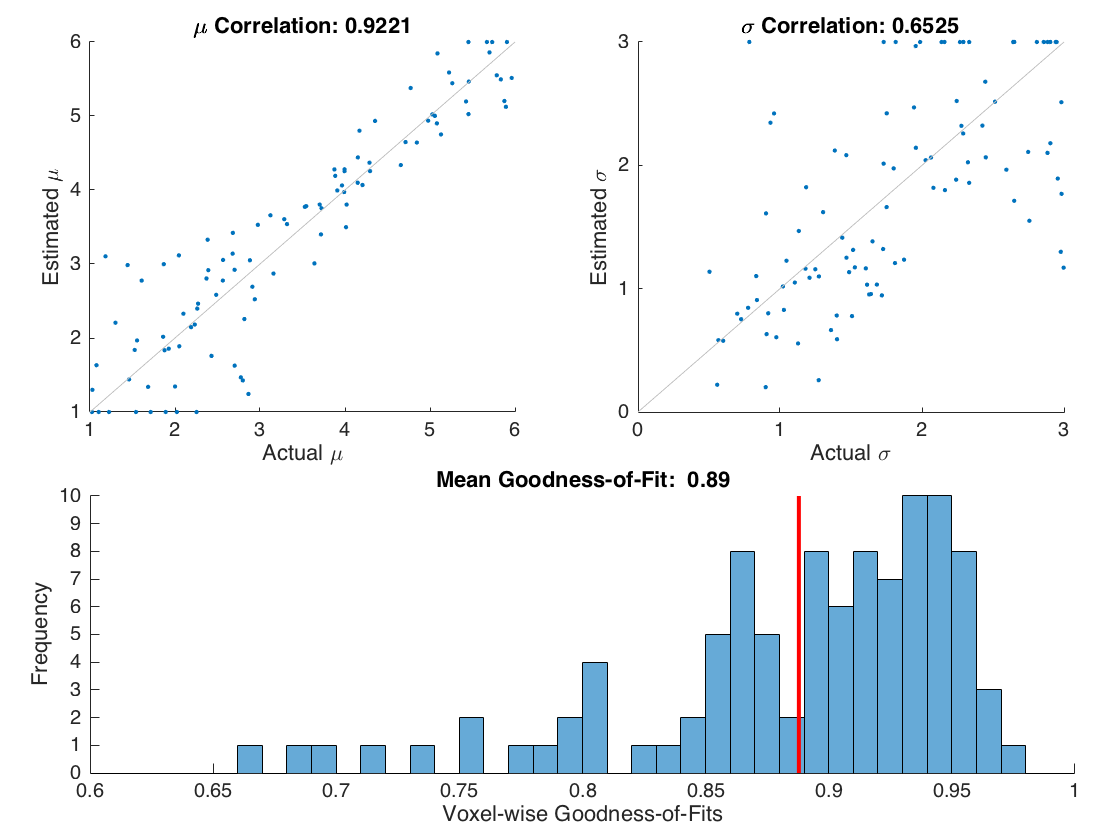 μ Correlation: 0.9221
6
5
4
3
2
1
Estimated μ
1 2 3 4 5 6
Actual μ
σ Correlation: 0.6525
3
2
1
0
Estimated σ
0 1 2 3
Actual σ
Mean Goodness-of-Fit: 0.89
10
9
8
7
6
5
4
3
2
1
0
Frequency
0.6 0.65 0.7 0.75 0.8 0.85 0.9 0.95 1
Voxel-wise Goodness-of-Fits